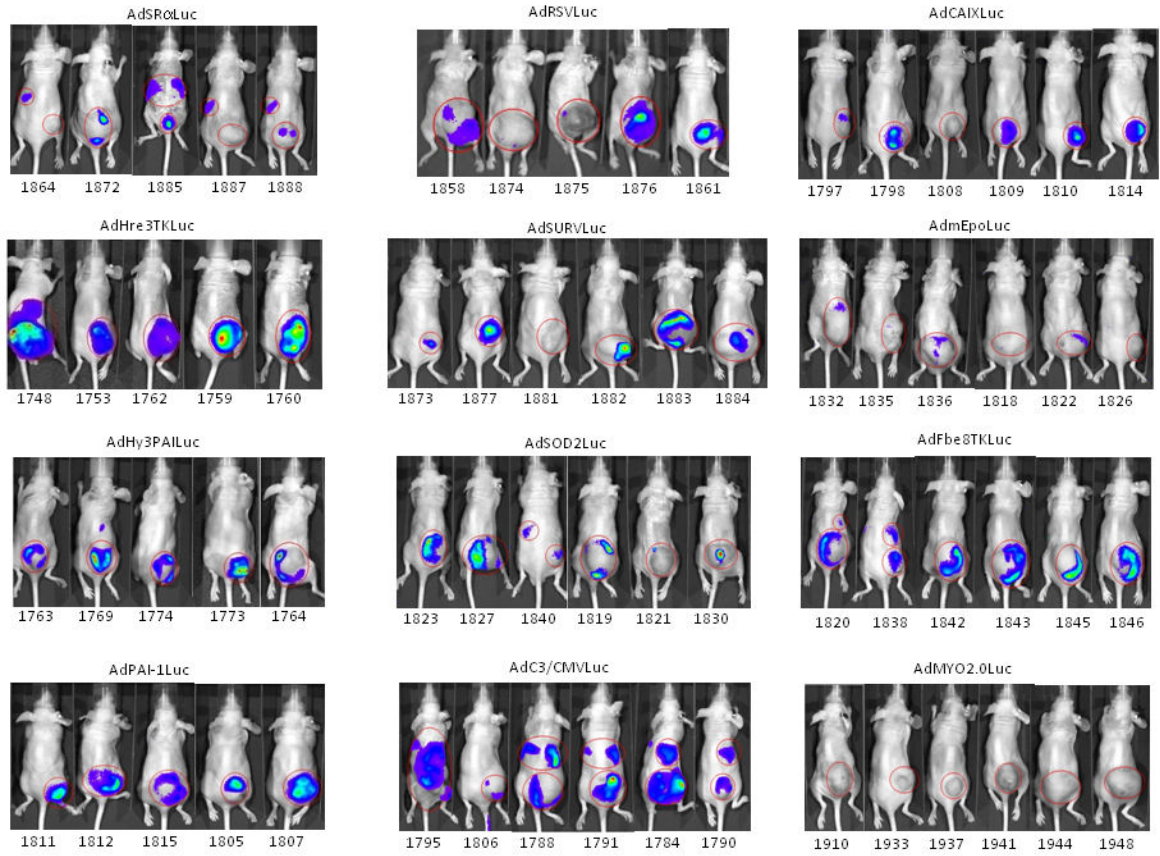 AdSRαLuc
1864 1872 1885 1887 1888
AdRSVLuc
1858 1874 1875 1876 1861
AdCAIXLuc
1797 1798 1808 1809 1810 1814
AdHre3TKLuc
1748 1753 1762 1759 1760
AdSURVLuc
1873 1877 1881 1882 1883 1884
AdmEpoLuc
1832 1835 1836 1818 1822 1826
AdHy3PAILuc
1763 1769 1774 1773 1764
AdSOD2Luc
1823 1827 1840 1819 1821 1830
AdFbe8TKLuc
1820 1838 1842 1843 1845 1846
AdPAI-1Luc
1811 1812 1815 1805 1807
AdC3/CMVLuc
1795 1806 1788 1791 1784 1790
AdMYO2.0Luc
1910 1933 1937 1941 1944 1948